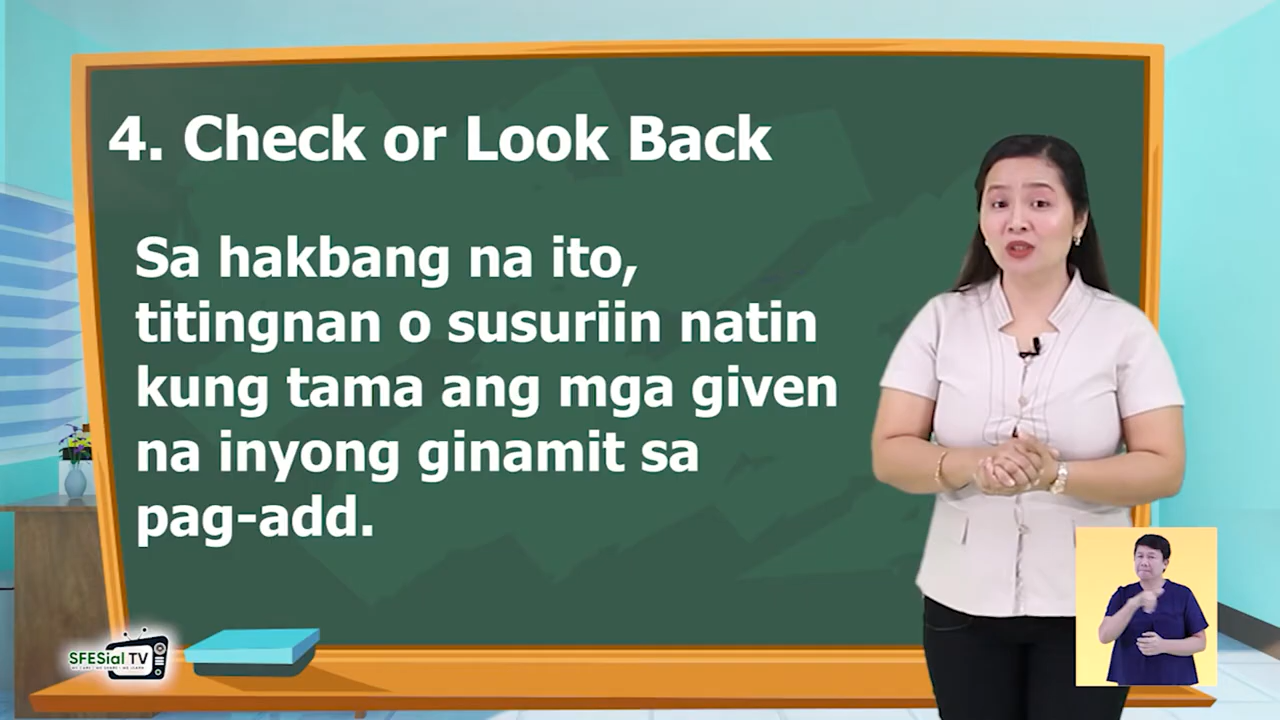 4. Check or Look Back
Sa hakbang na ito,
titingnan o susuriin natin
kung tama ang mga given
na inyong ginamit sa
pag-add.
SFESial TV